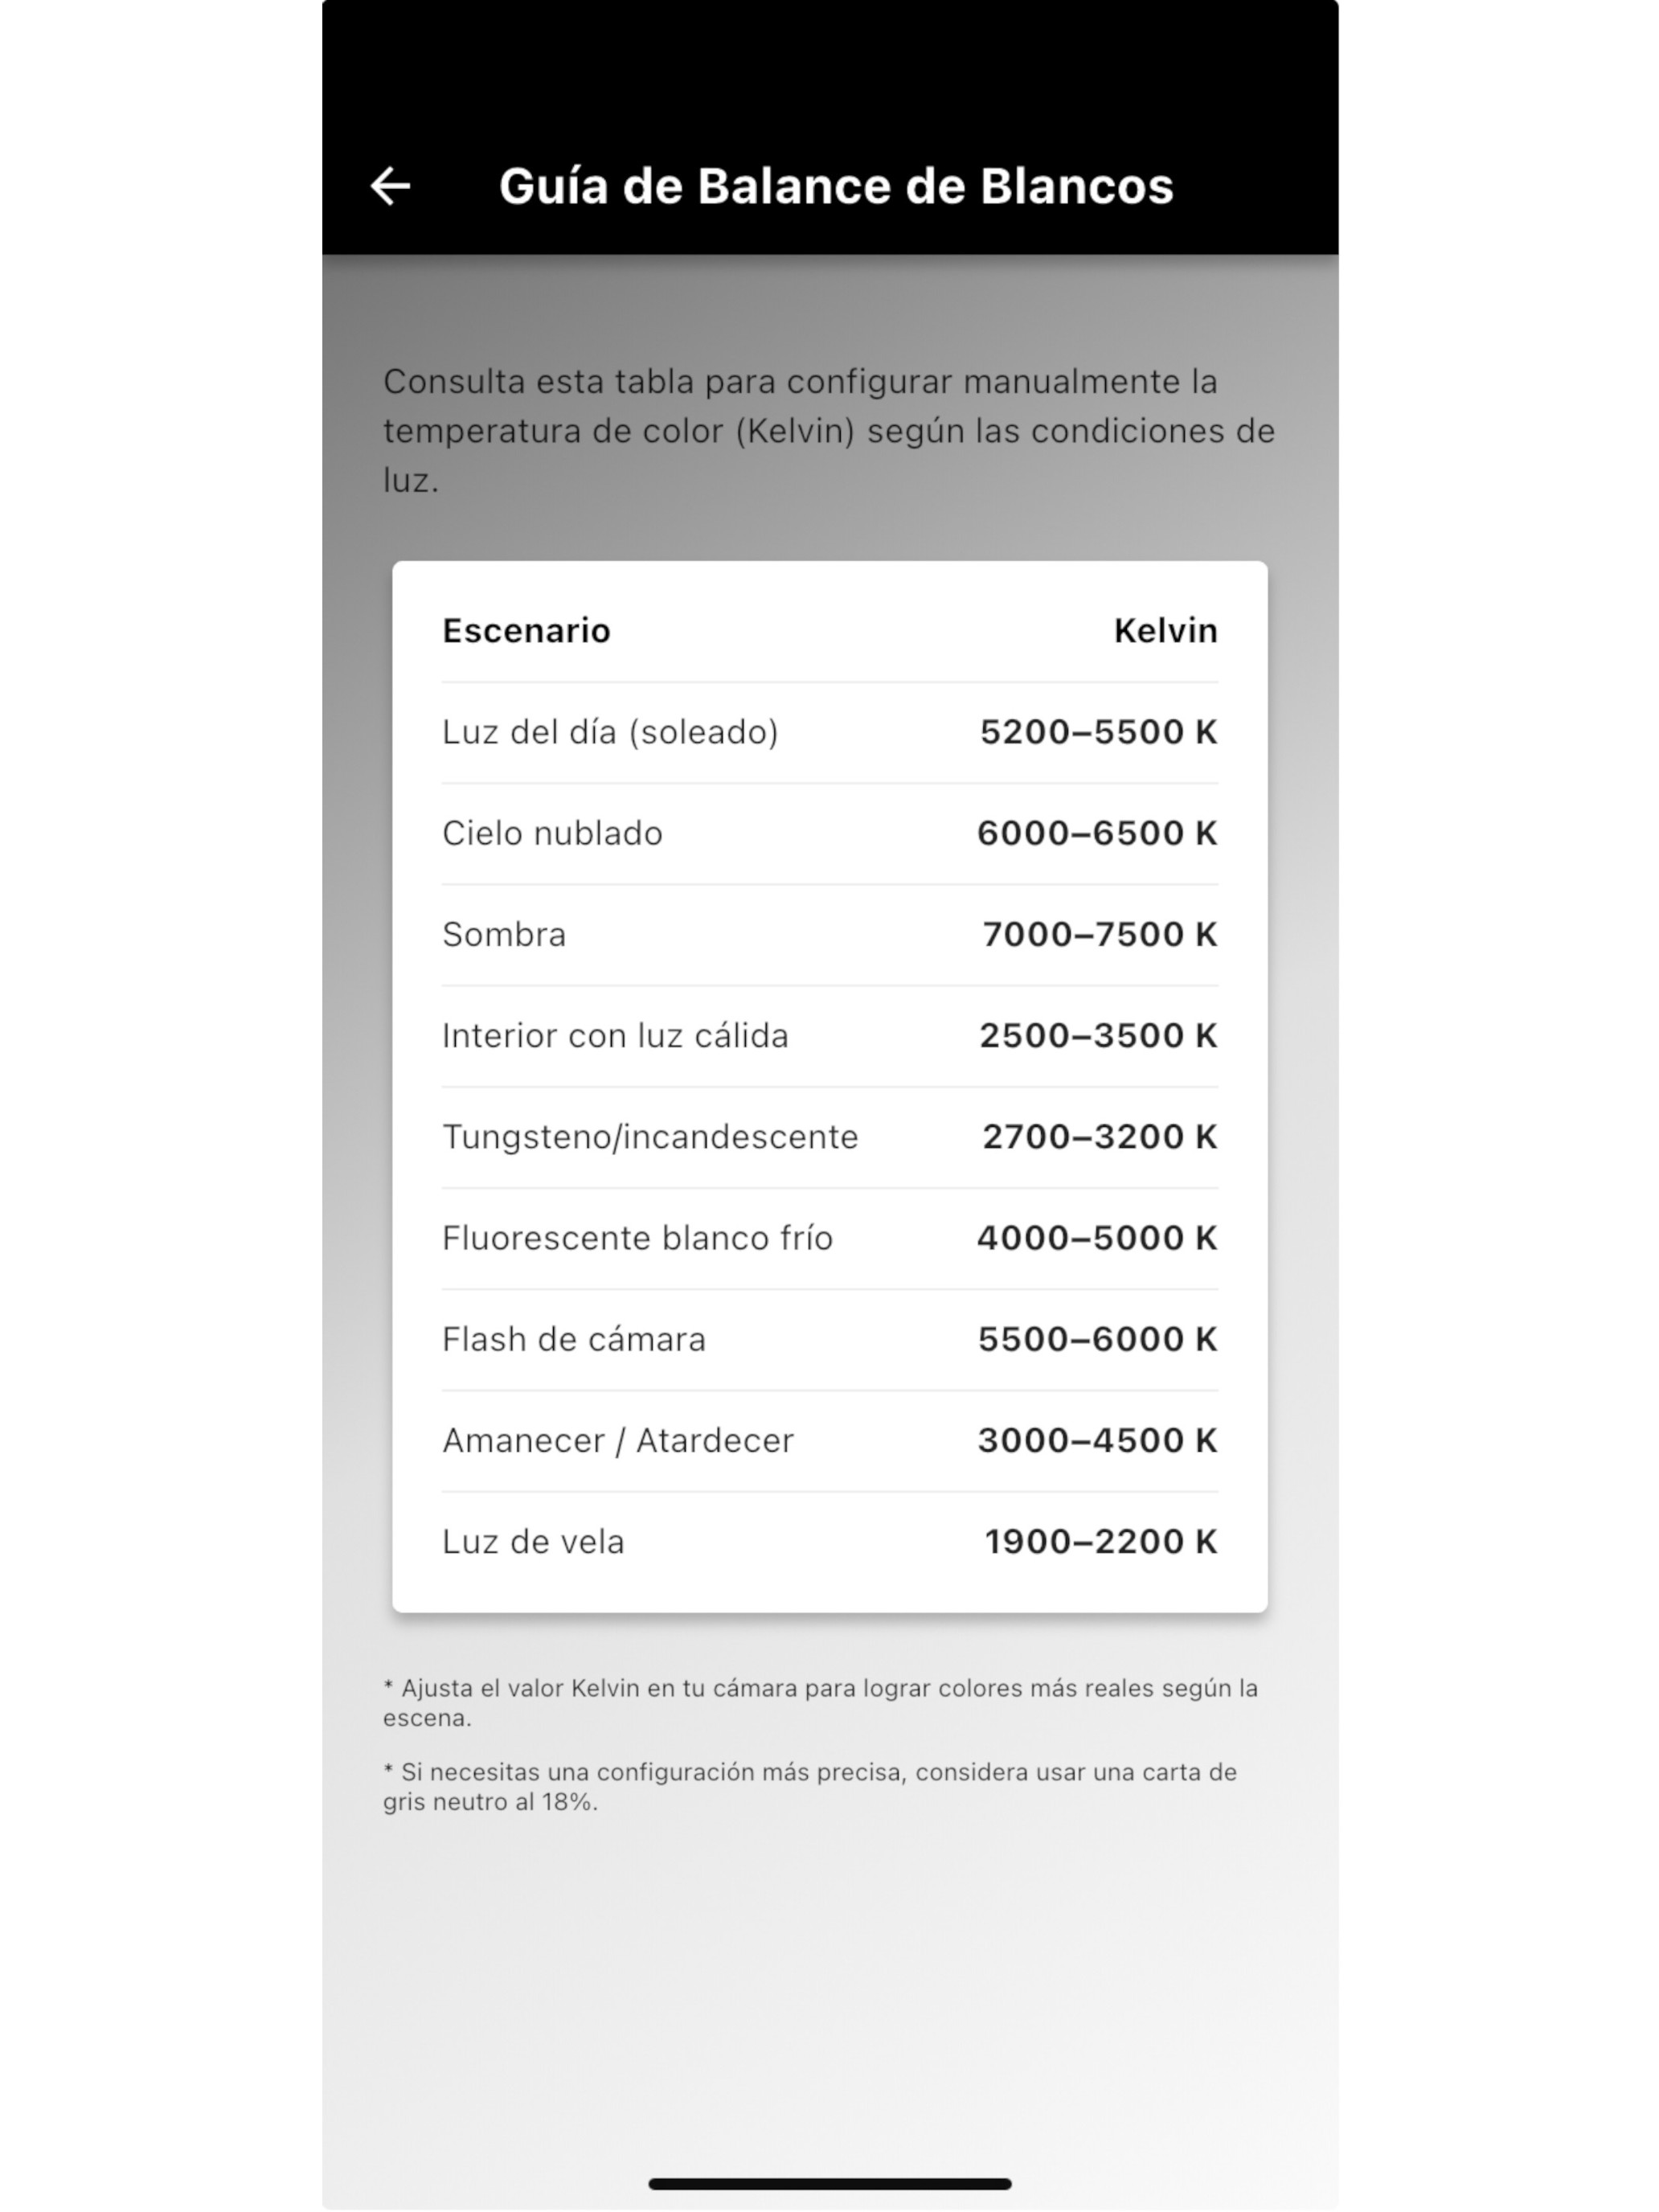 Guía de Balance de Blancos
Consulta esta tabla para configurar manualmente la
temperatura de color (Kelvin) según las condiciones de
luz.
Escenario Kelvin
Luz del día (soleado) 5200–5500 K
Cielo nublado 6000–6500 K
Sombra 7000–7500 K
Interior con luz cálida 2500–3500 K
Tungsteno/incandescente 2700–3200 K
Fluorescente blanco frío 4000–5000 K
Flash de cámara 5500–6000 K
Amanecer / Atardecer 3000–4500 K
Luz de vela 1900–2200 K
* Ajusta el valor Kelvin en tu cámara para lograr colores más reales según la
escena.
* Si necesitas una configuración más precisa, considera usar una carta de
gris neutro al 18%.